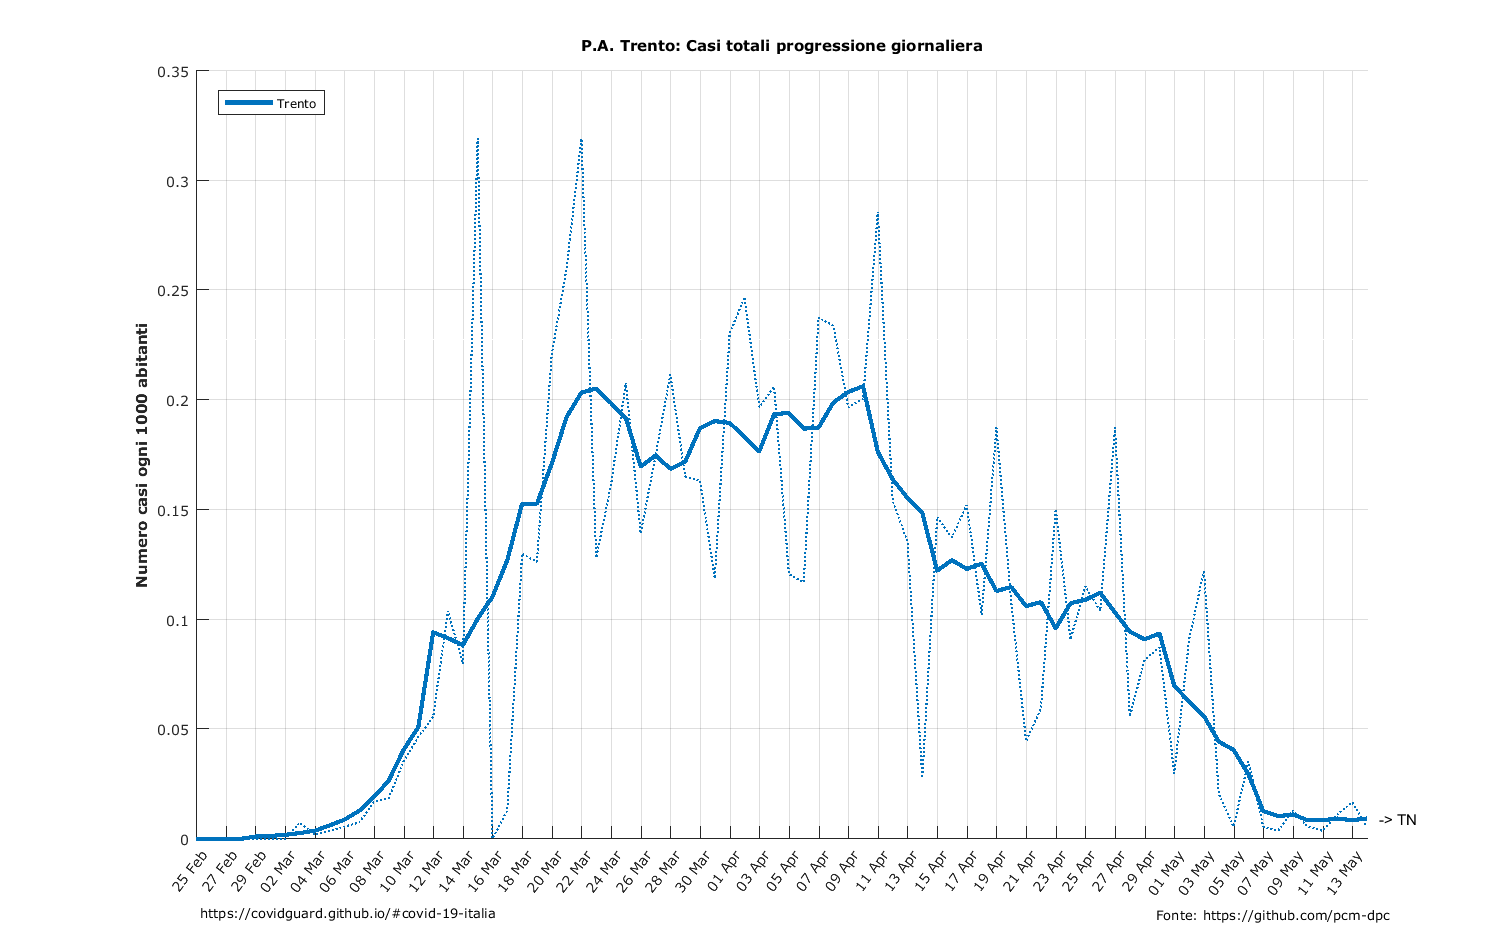 P.A. Trento: Casi totali progressione giornaliera
Trento
Numero casi ogni 1000 abitanti
0.35
0.3
0.25
0.2
0.15
0.1
0.05
0
-> TN
25 Feb
27 Feb
29 Feb
02 Mar
04 Mar
06 Mar
08 Mar
10 Mar
12 Mar
14 Mar
16 Mar
18 Mar
20 Mar
22 Mar
24 Mar
26 Mar
28 Mar
30 Mar
01 Apr
03 Apr
05 Apr
07 Apr
09 Apr
11 Apr
13 Apr
15 Apr
17 Apr
19 Apr
21 Apr
23 Apr
25 Apr
27 Apr
29 Apr
01 May
03 May
05 May
07 May
09 May
11 May
13 May
https://covidguard.github.io/#covid-19-italia
Fonte: https://github.com/pcm-dpc